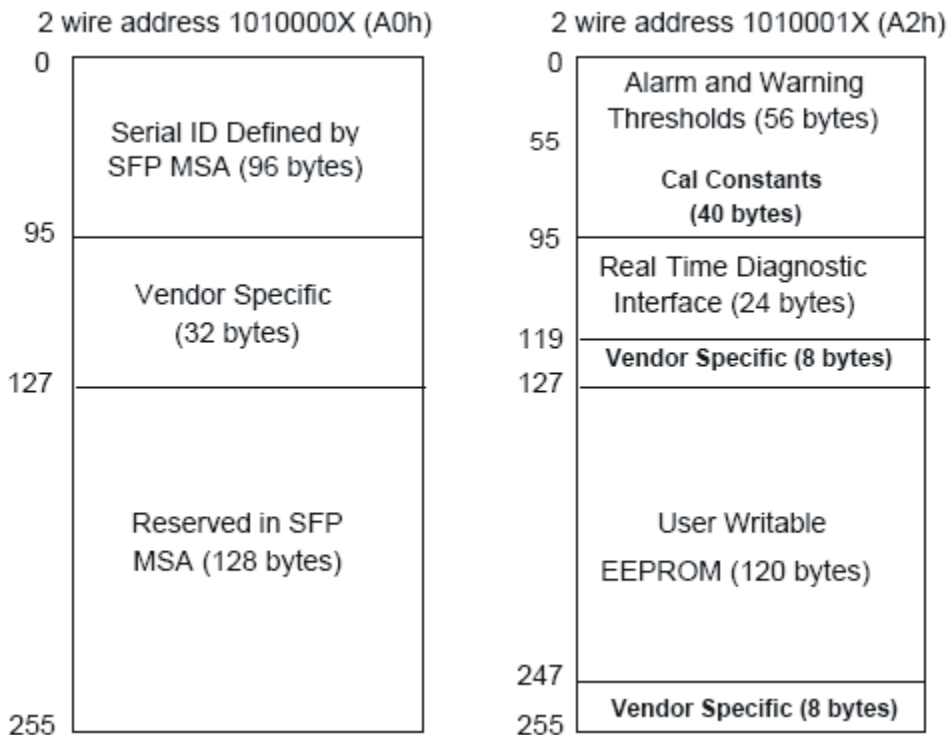 2 wire address 1010000X (A0h)
0
Serial ID Defined by
SFP MSA (96 bytes)
95
Vendor Specific
(32 bytes)
127
Reserved in SFP
MSA (128 bytes)
255
2 wire address 1010001X (A2h)
0
Alarm and Warning
Thresholds (56 bytes)
55
Cal Constants
(40 bytes)
95
Real Time Diagnostic
Interface (24 bytes)
119
Vendor Specific (8 bytes)
127
User Writable
EEPROM (120 bytes)
247
Vendor Specific (8 bytes)
255